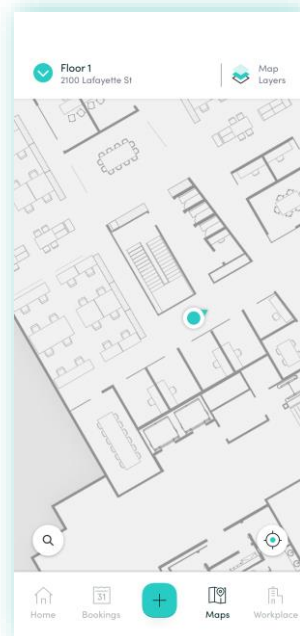 Floor 1
2100 Lafayette St
Map
Layers
31
Home
Bookings
+
Maps
Workplace